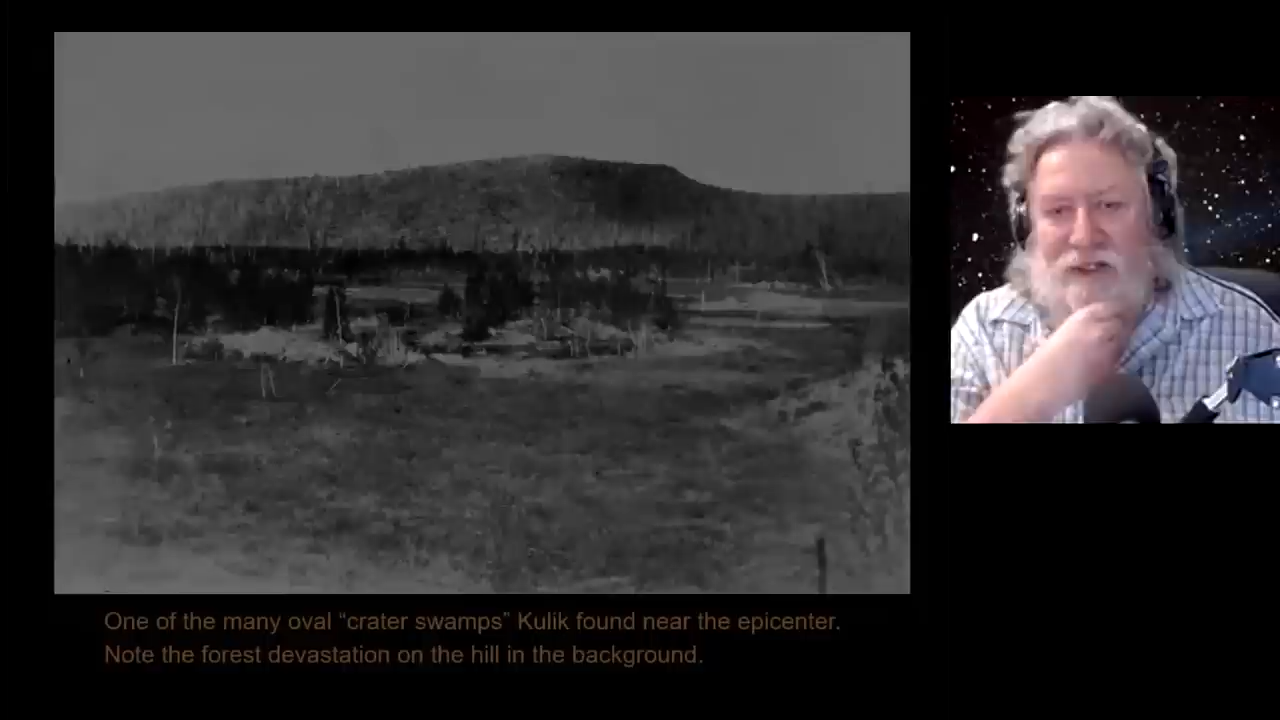 One of the many oval “crater swamps” Kulik found near the epicenter.
Note the forest devastation on the hill in the background.